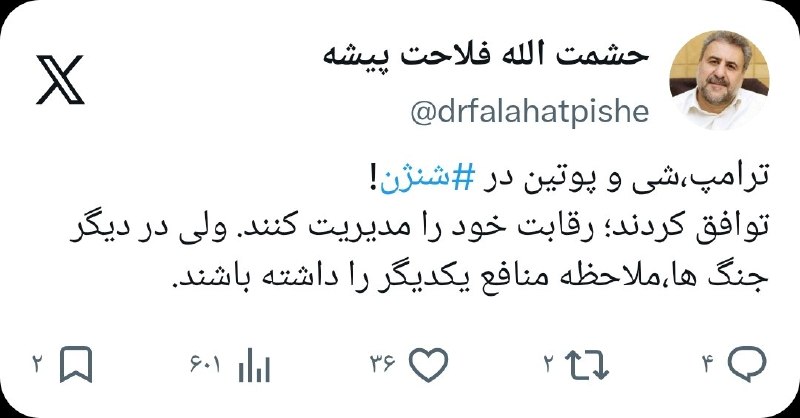 حشمت الله فلاحت پیشه
@drfalahatpishe
ترامپ،شی و پوتین در #شنژن!
توافق کردند؛ رقابت خود را مدیریت کنند. ولی در دیگر
جنگ ها،ملاحظه منافع یکدیگر را داشته باشند.
۴ ۲ ۳۶ ۶۰۱ ۲